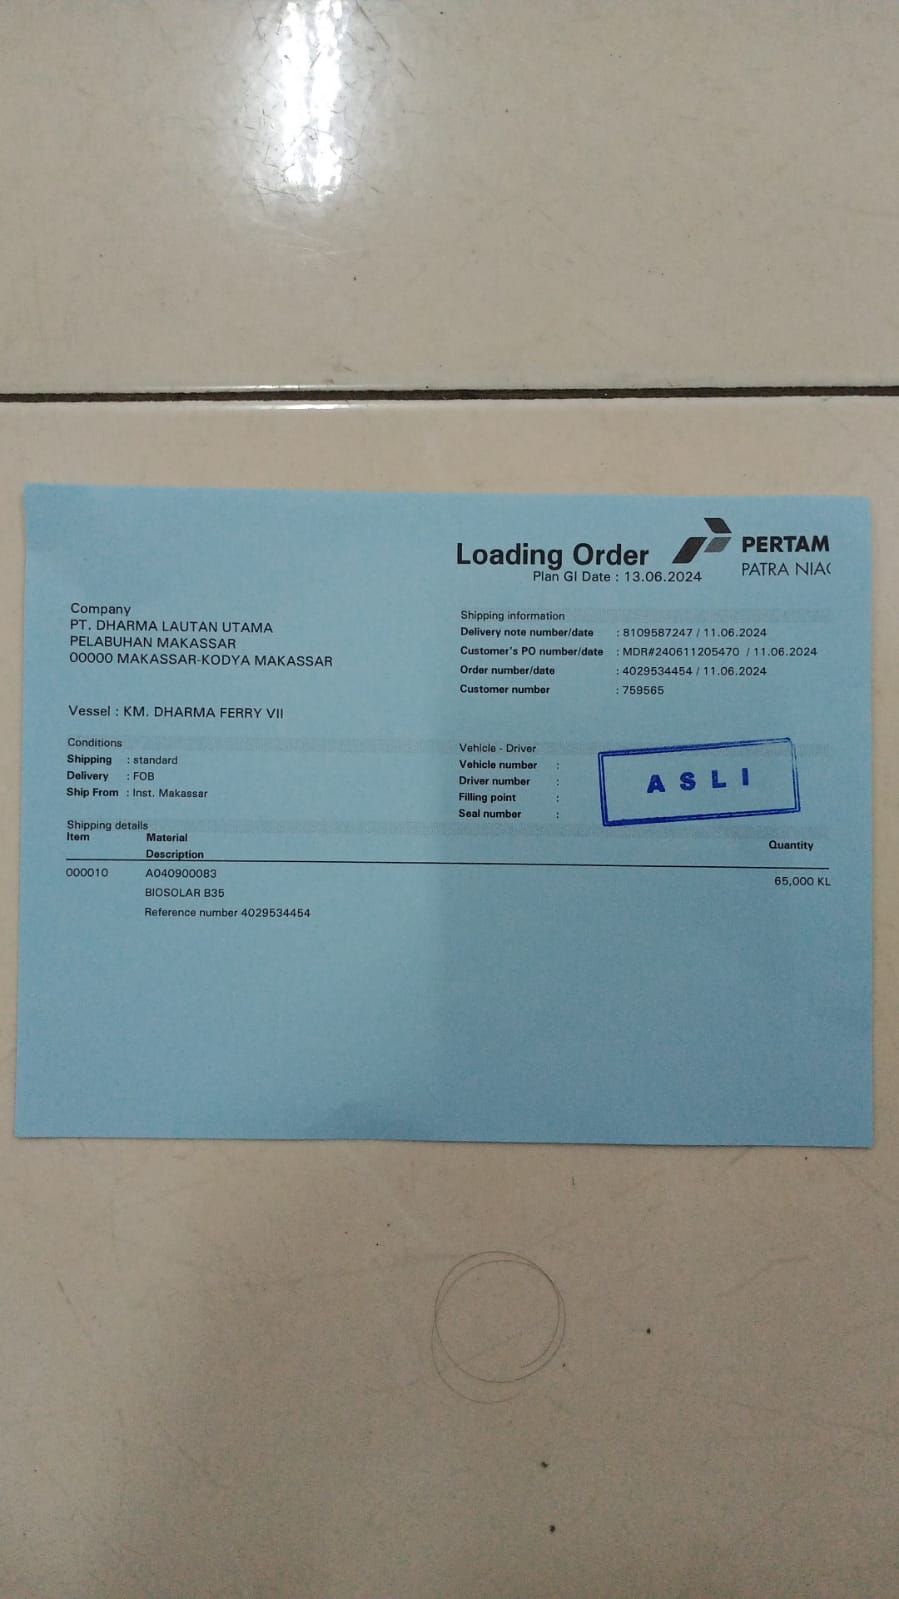 Loading Order
Plan GI Date : 13.06.2024
PERTAM
PATRA NIA
Company
PT. DHARMA LAUTAN UTAMA
PELABUHAN MAKASSAR
00000 MAKASSAR-KODYA MAKASSAR
Vessel : KM. DHARMA FERRY VII
Shipping information
Delivery note number/date : 8109587247 / 11.06.2024
Customer's PO number/date : MDR#240611205470 / 11.06.2024
Order number/date : 4029534454 / 11.06.2024
Customer number : 759565
Conditions
Shipping : standard
Delivery : FOB
Ship From : Inst. Makassar
Vehicle - Driver
Vehicle number :
Driver number :
Filling point :
Seal number :
ASLI
Shipping details
Item Material Quantity
Description
000010 A040900083 65,000 KL
BIOSOLAR B35
Reference number 4029534454